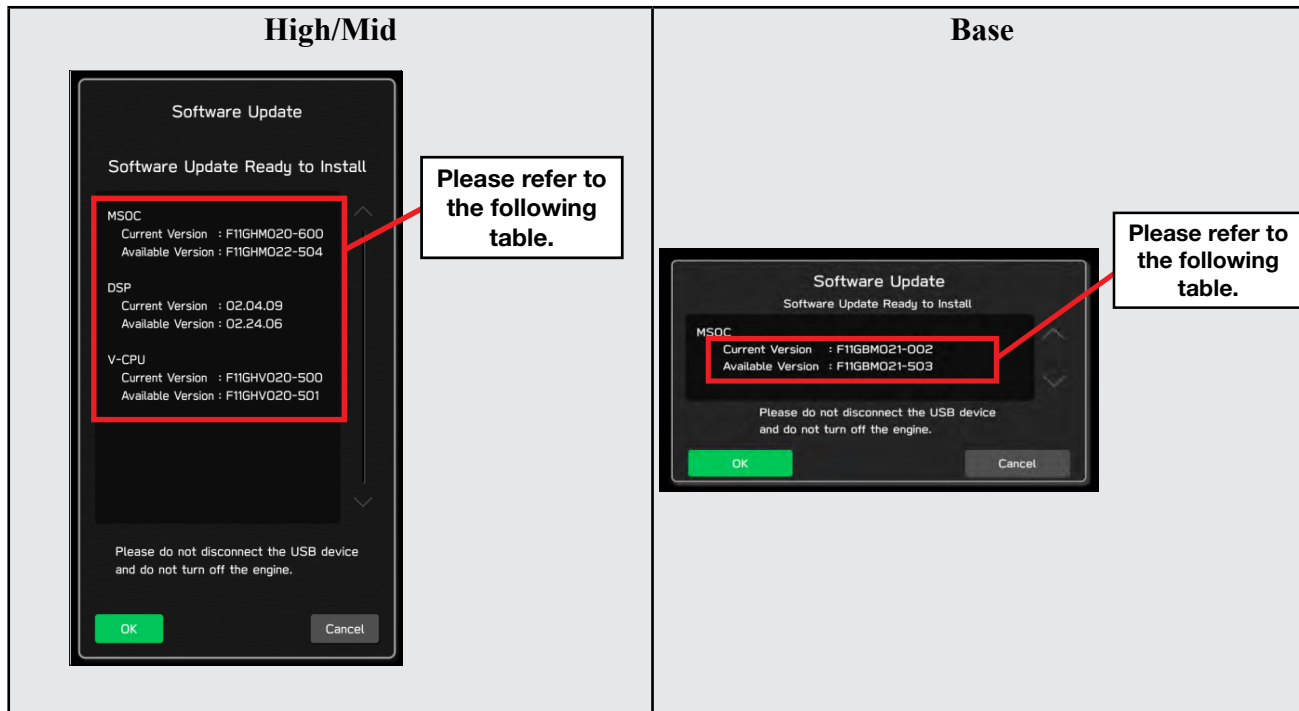 High/Mid
Software Update
Software Update Ready to Install
MSOC
Current Version : F11GHM020-600
Available Version : F11GHM022-504
DSP
Current Version : 02.04.09
Available Version : 02.24.06
V-CPU
Current Version : F11GHV020-500
Available Version : F11GHV020-501
Please do not disconnect the USB device
and do not turn off the engine.
OK
Cancel
Please refer to
the following
table.
Base
Software Update
Software Update Ready to Install
MSOC
Current Version : F11GBM021-002
Available Version : F11GBM021-503
Please do not disconnect the USB device
and do not turn off the engine.
OK
Cancel
Please refer to
the following
table.